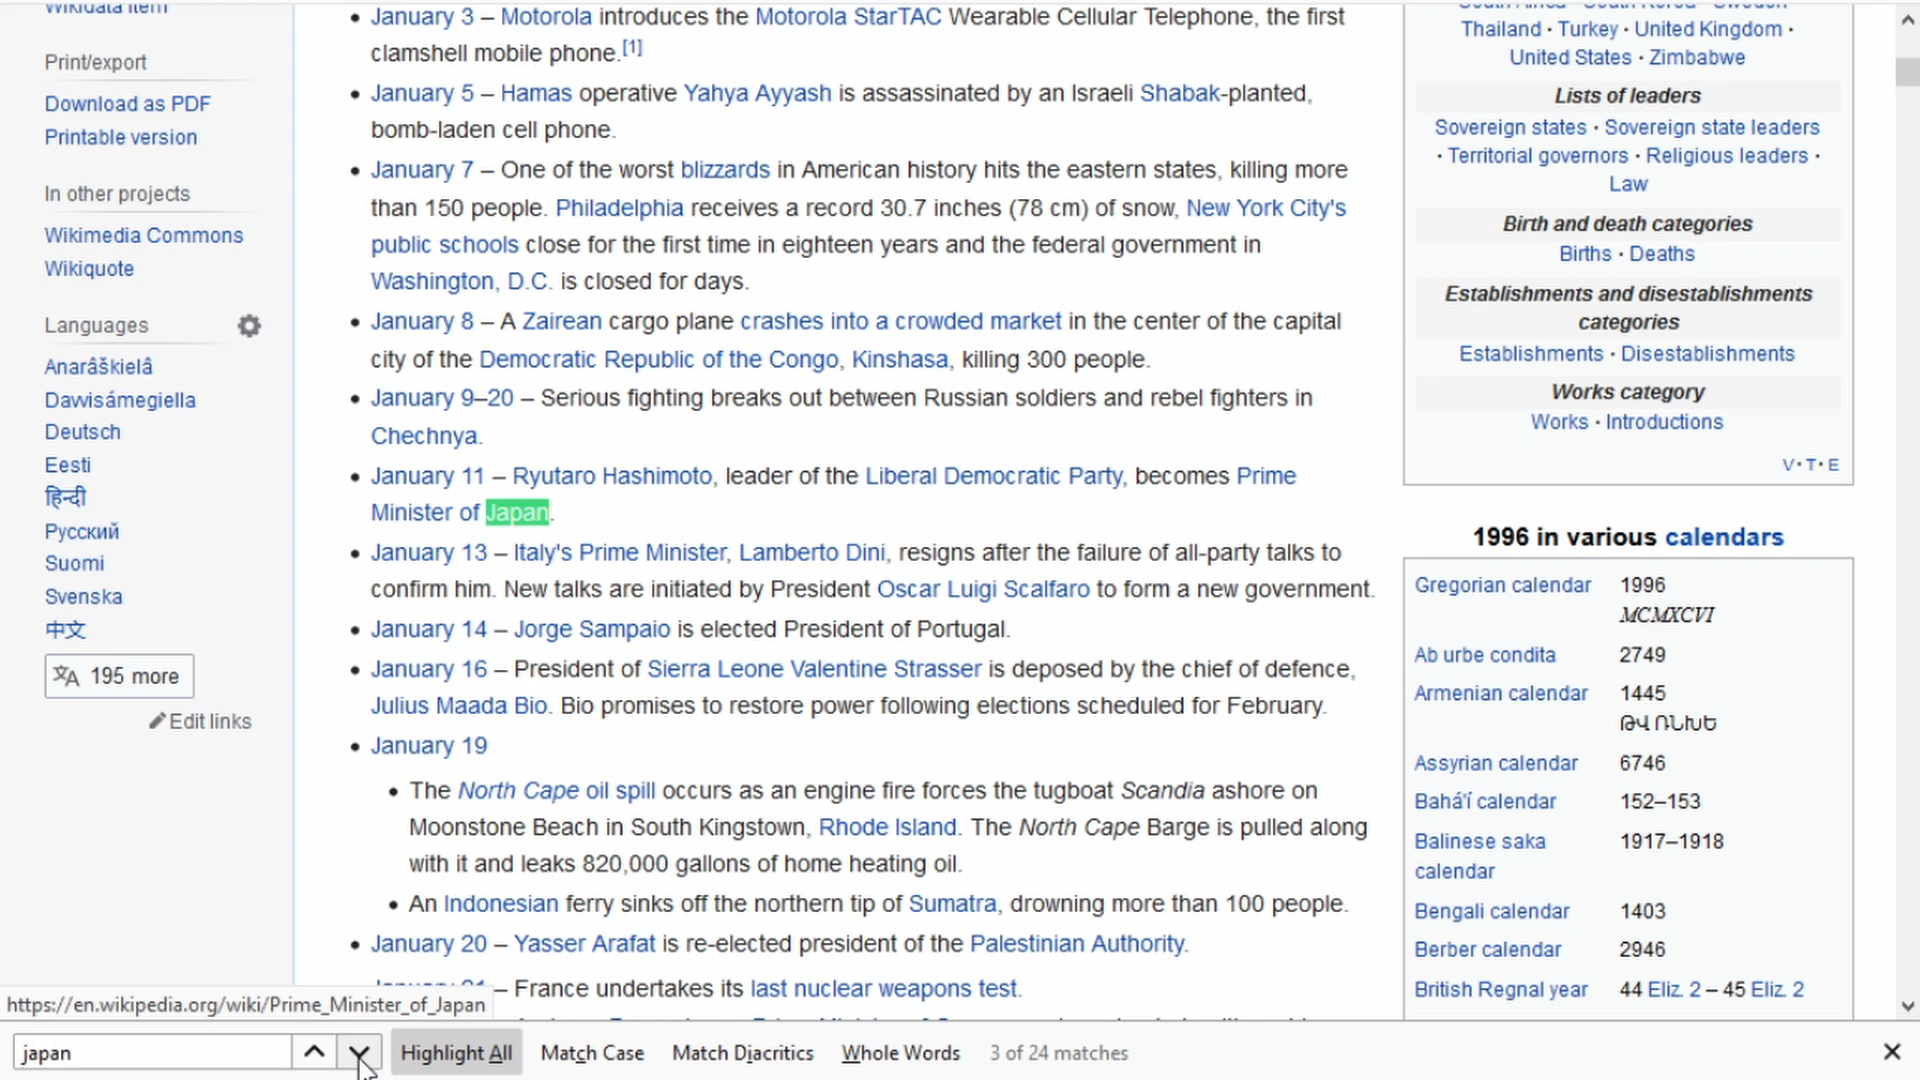 Wikidata item
Print/export
Download as PDF
Printable version
In other projects
Wikimedia Commons
Wikiquote
Languages
Anarâškielâ
Davvisámegiella
Deutsch
Eesti
हिन्दी
Русский
Suomi
Svenska
中文
195 more
Edit links
January 3 – Motorola introduces the Motorola StarTAC Wearable Cellular Telephone, the first
clamshell mobile phone.[1]
January 5 – Hamas operative Yahya Ayyash is assassinated by an Israeli Shabak-planted,
bomb-laden cell phone.
January 7 – One of the worst blizzards in American history hits the eastern states, killing more
than 150 people. Philadelphia receives a record 30.7 inches (78 cm) of snow, New York City's
public schools close for the first time in eighteen years and the federal government in
Washington, D.C. is closed for days.
January 8 – A Zairean cargo plane crashes into a crowded market in the center of the capital
city of the Democratic Republic of the Congo, Kinshasa, killing 300 people.
January 9–20 – Serious fighting breaks out between Russian soldiers and rebel fighters in
Chechnya.
January 11 – Ryutaro Hashimoto, leader of the Liberal Democratic Party, becomes Prime
Minister of Japan.
January 13 – Italy's Prime Minister, Lamberto Dini, resigns after the failure of all-party talks to
confirm him. New talks are initiated by President Oscar Luigi Scalfaro to form a new government.
January 14 – Jorge Sampaio is elected President of Portugal.
January 16 – President of Sierra Leone Valentine Strasser is deposed by the chief of defence,
Julius Maada Bio. Bio promises to restore power following elections scheduled for February.
January 19
The North Cape oil spill occurs as an engine fire forces the tugboat Scandia ashore on
Moonstone Beach in South Kingstown, Rhode Island. The North Cape Barge is pulled along
with it and leaks 820,000 gallons of home heating oil.
An Indonesian ferry sinks off the northern tip of Sumatra, drowning more than 100 people.
January 20 – Yasser Arafat is re-elected president of the Palestinian Authority.
January 21 – France undertakes its last nuclear weapons test.
South Africa · South Korea · Sweden
Thailand · Turkey · United Kingdom ·
United States · Zimbabwe
Lists of leaders
Sovereign states · Sovereign state leaders
· Territorial governors · Religious leaders ·
Law
Birth and death categories
Births · Deaths
Establishments and disestablishments
categories
Establishments · Disestablishments
Works category
Works · Introductions
V · T · E
1996 in various calendars
Gregorian calendar 1996
MCMXCVI
Ab urbe condita 2749
Armenian calendar 1445
ԹՎ ՌՆԽԵ
Assyrian calendar 6746
Bahá'í calendar 152–153
Balinese saka 1917–1918
calendar
Bengali calendar 1403
Berber calendar 2946
British Regnal year 44 Eliz. 2 – 45 Eliz. 2
https://en.wikipedia.org/wiki/Prime_Minister_of_Japan
japan Highlight All Match Case Match Diacritics Whole Words 3 of 24 matches